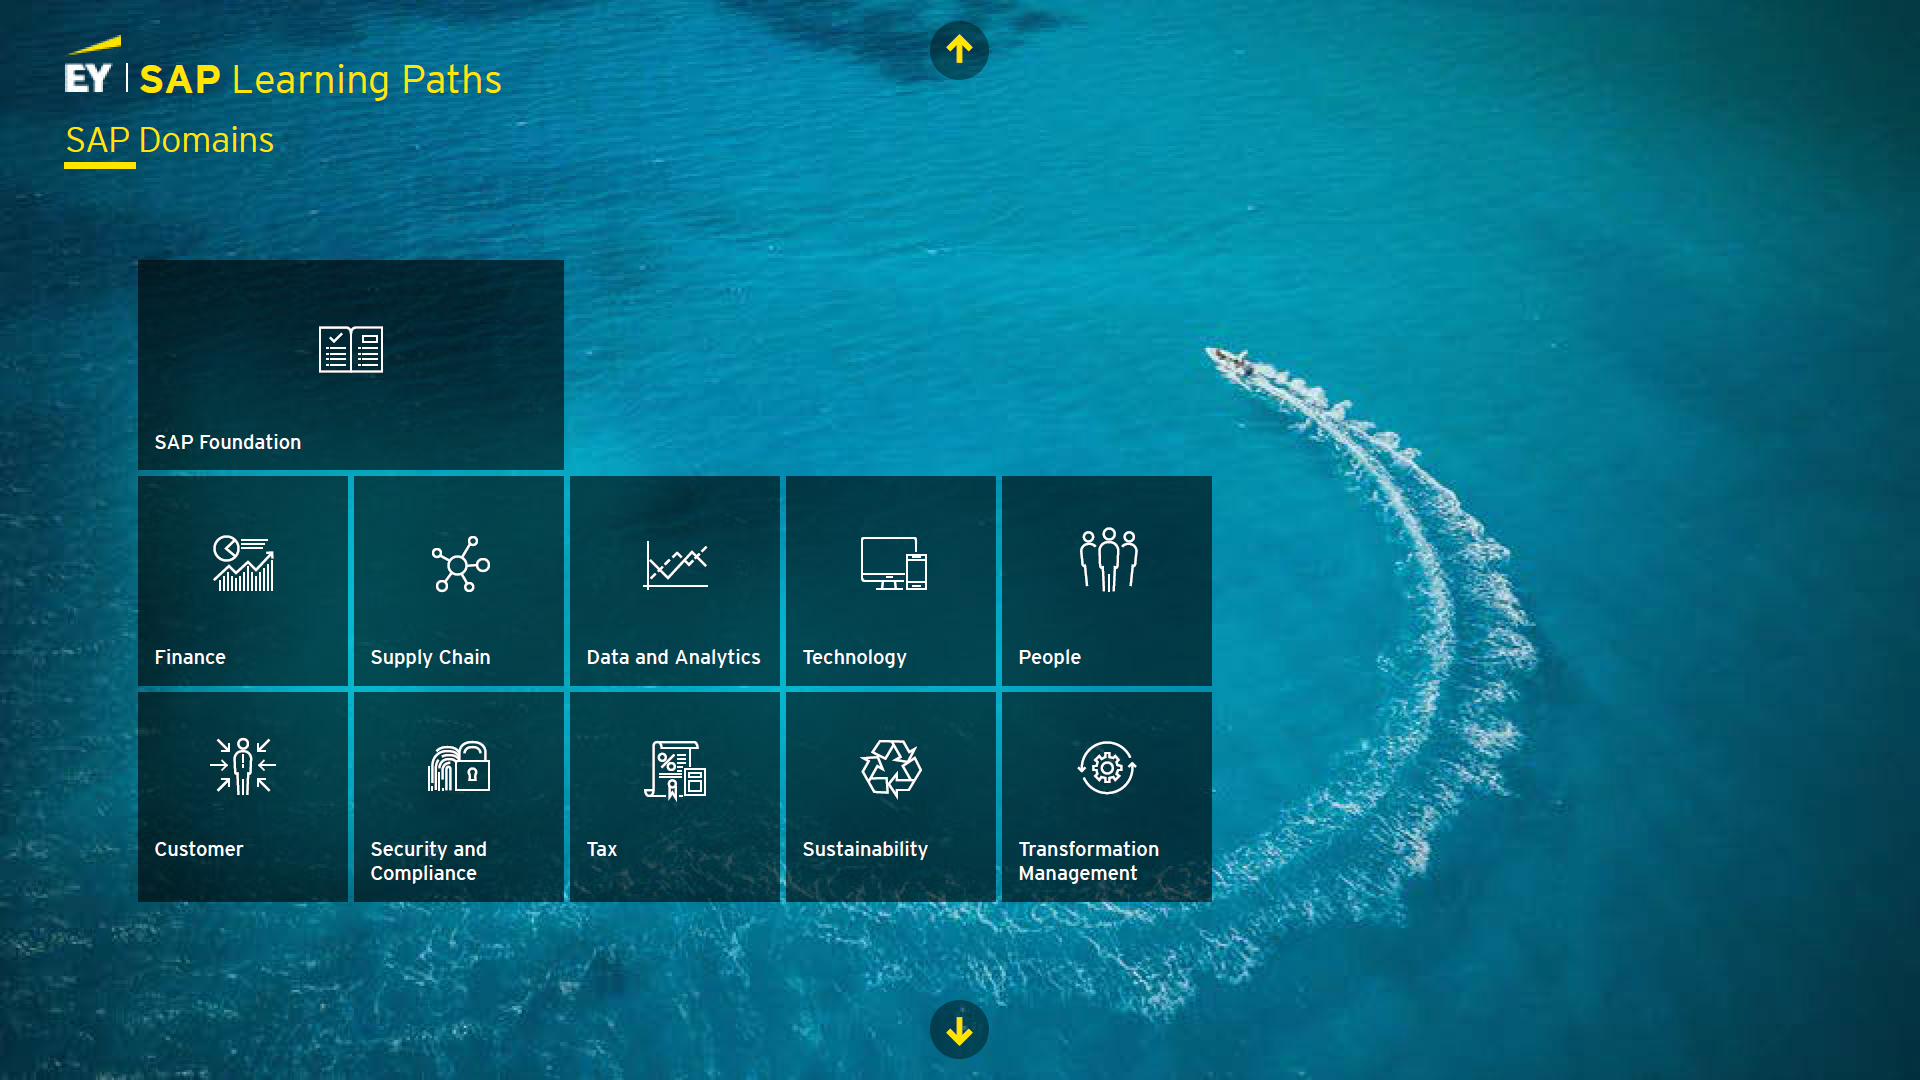 EY | SAP Learning Paths
SAP Domains
SAP Foundation
Finance
Supply Chain
Data and Analytics
Technology
People
Customer
Security and
Compliance
Tax
Sustainability
Transformation
Management